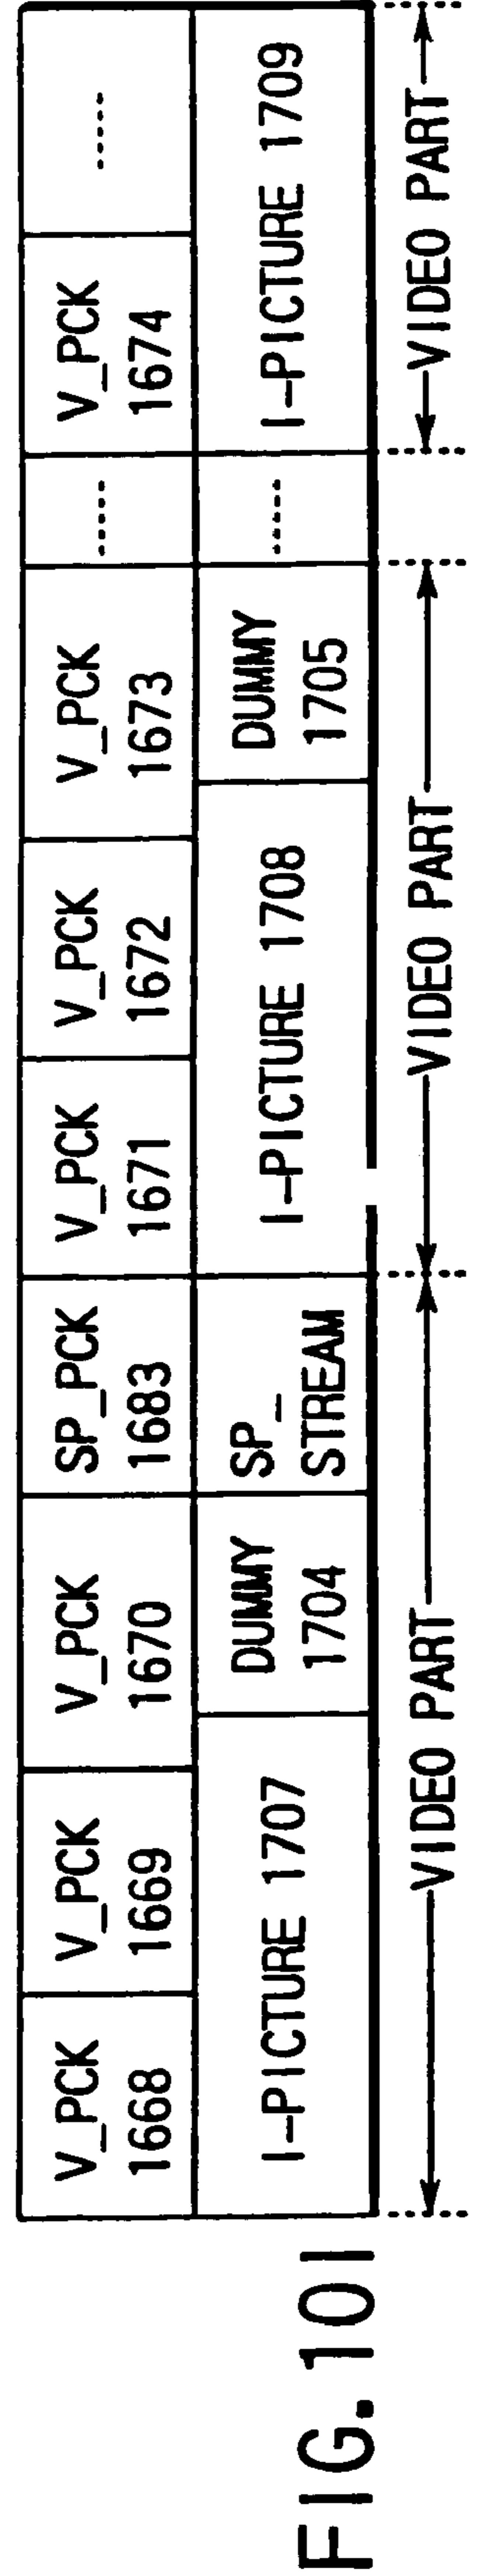 V_PCK
1668
V_PCK
1669
V_PCK
1670
SP_PCK
1683
V_PCK
1671
V_PCK
1672
V_PCK
1673
-----
V_PCK
1674
-----
I-PICTURE 1707
DUMMY
1704
SP_
STREAM
I-PICTURE 1708
DUMMY
1705
-----
I-PICTURE 1709
VIDEO PART
VIDEO PART
VIDEO PART
FIG. 101